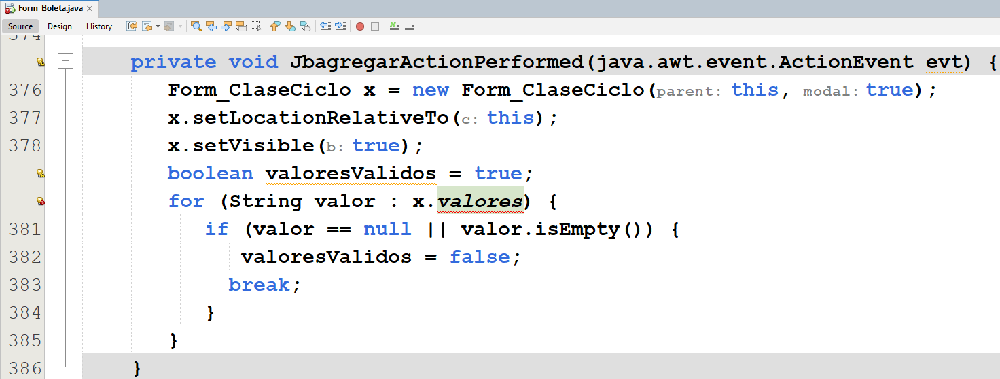 Form_Boleta.java ×
Source Design History
374
private void JbagregarActionPerformed(java.awt.event.ActionEvent evt) {
376 Form_ClaseCiclo x = new Form_ClaseCiclo(parent: this, modal: true);
377 x.setLocationRelativeTo(c: this);
378 x.setVisible(b: true);
boolean valoresValidos = true;
for (String valor : x.valores) {
381 if (valor == null || valor.isEmpty()) {
382 valoresValidos = false;
383 break;
384 }
385 }
386 }